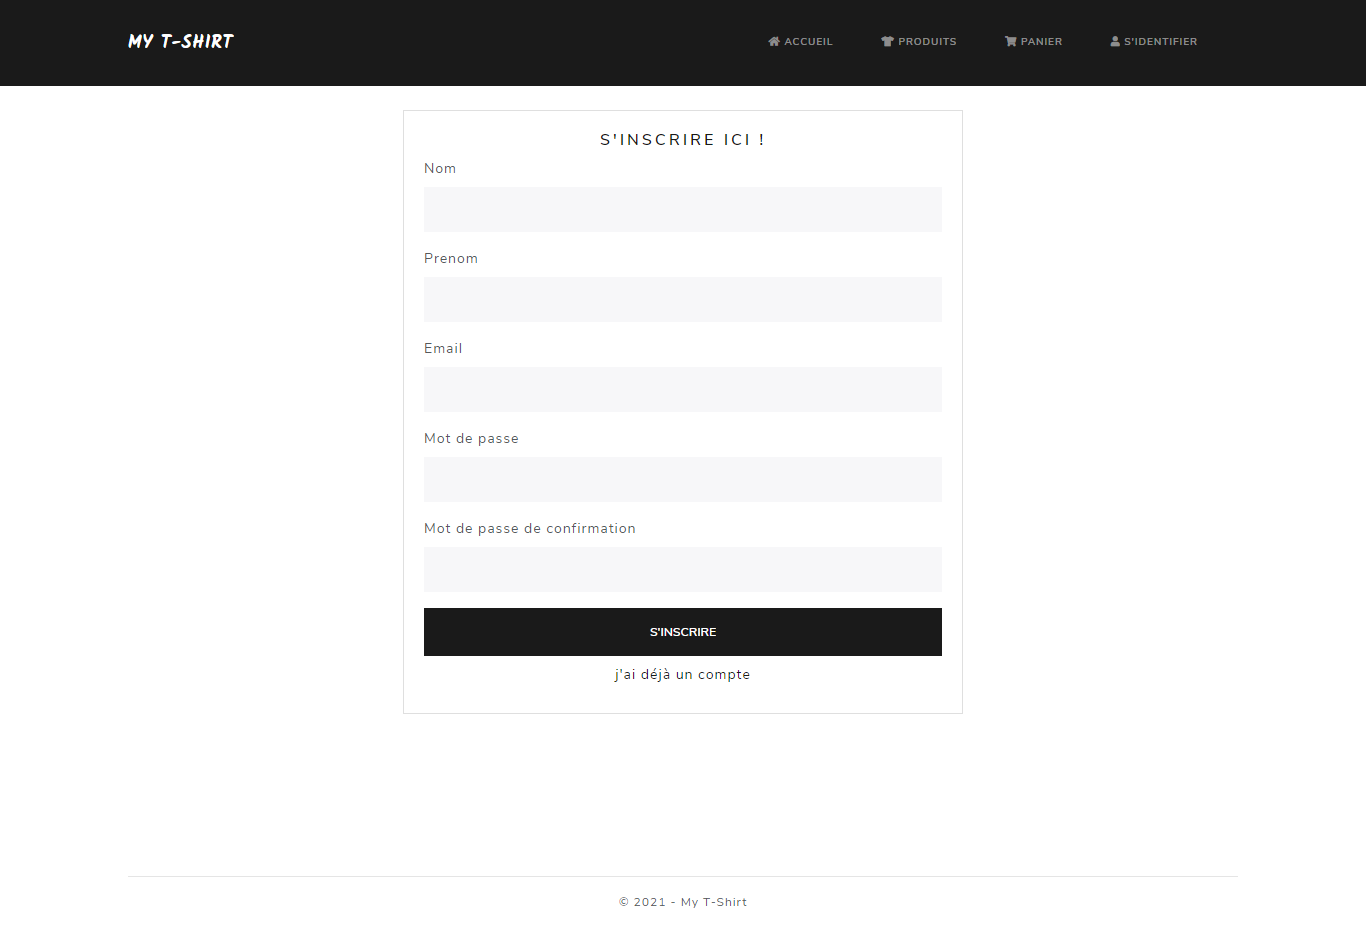 MY T-SHIRT
ACCUEIL
PRODUITS
PANIER
S'IDENTIFIER
S'INSCRIRE ICI !
Nom
Prenom
Email
Mot de passe
Mot de passe de confirmation
S'INSCRIRE
j'ai déjà un compte
© 2021 - My T-Shirt